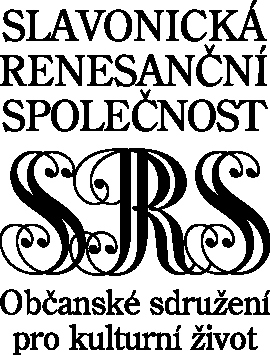 SLAVONICKÁ
RENESANČNÍ
SPOLEČNOST
SRS
Občanské sdružení
pro kulturní život